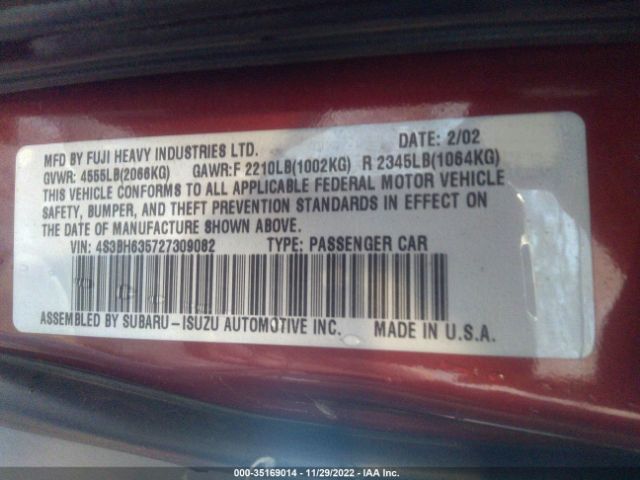 MFD BY FUJI HEAVY INDUSTRIES LTD. DATE: 2/02
GVWR: 4555LB(2066KG) GAWR:F 2210LB(1002KG) R 2345LB(1064KG)
THIS VEHICLE CONFORMS TO ALL APPLICABLE FEDERAL MOTOR VEHICLE
SAFETY, BUMPER, AND THEFT PREVENTION STANDARDS IN EFFECT ON
THE DATE OF MANUFACTURE SHOWN ABOVE.
VIN: 4S3BH635727309082 TYPE: PASSENGER CAR
ASSEMBLED BY SUBARU-ISUZU AUTOMOTIVE INC. MADE IN U.S.A.
000-35169014 - 11/29/2022 - IAA Inc.